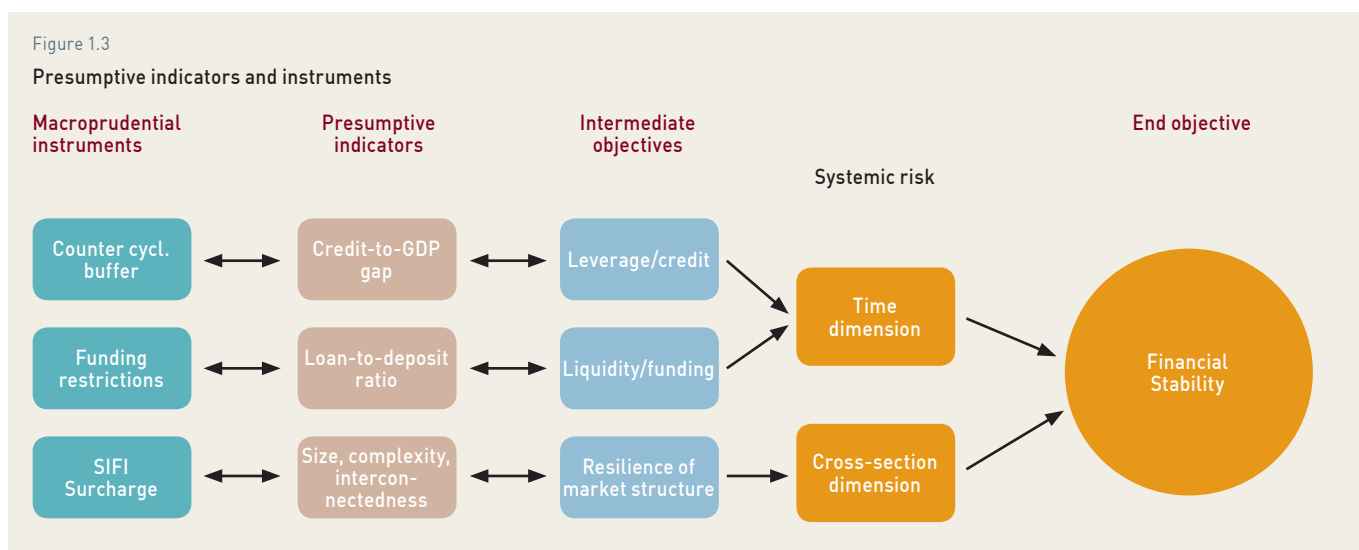 Figure 1.3
Presumptive indicators and instruments
Macroprudential
instruments
Presumptive
indicators
Intermediate
objectives
End objective
Systemic risk
Counter cycl.
buffer
Credit-to-GDP
gap
Leverage/credit
Time
dimension
Funding
restrictions
Loan-to-deposit
ratio
Liquidity/funding
Financial
Stability
SIFI
Surcharge
Size, complexity,
intercon-
nectedness
Resilience of
market structure
Cross-section
dimension